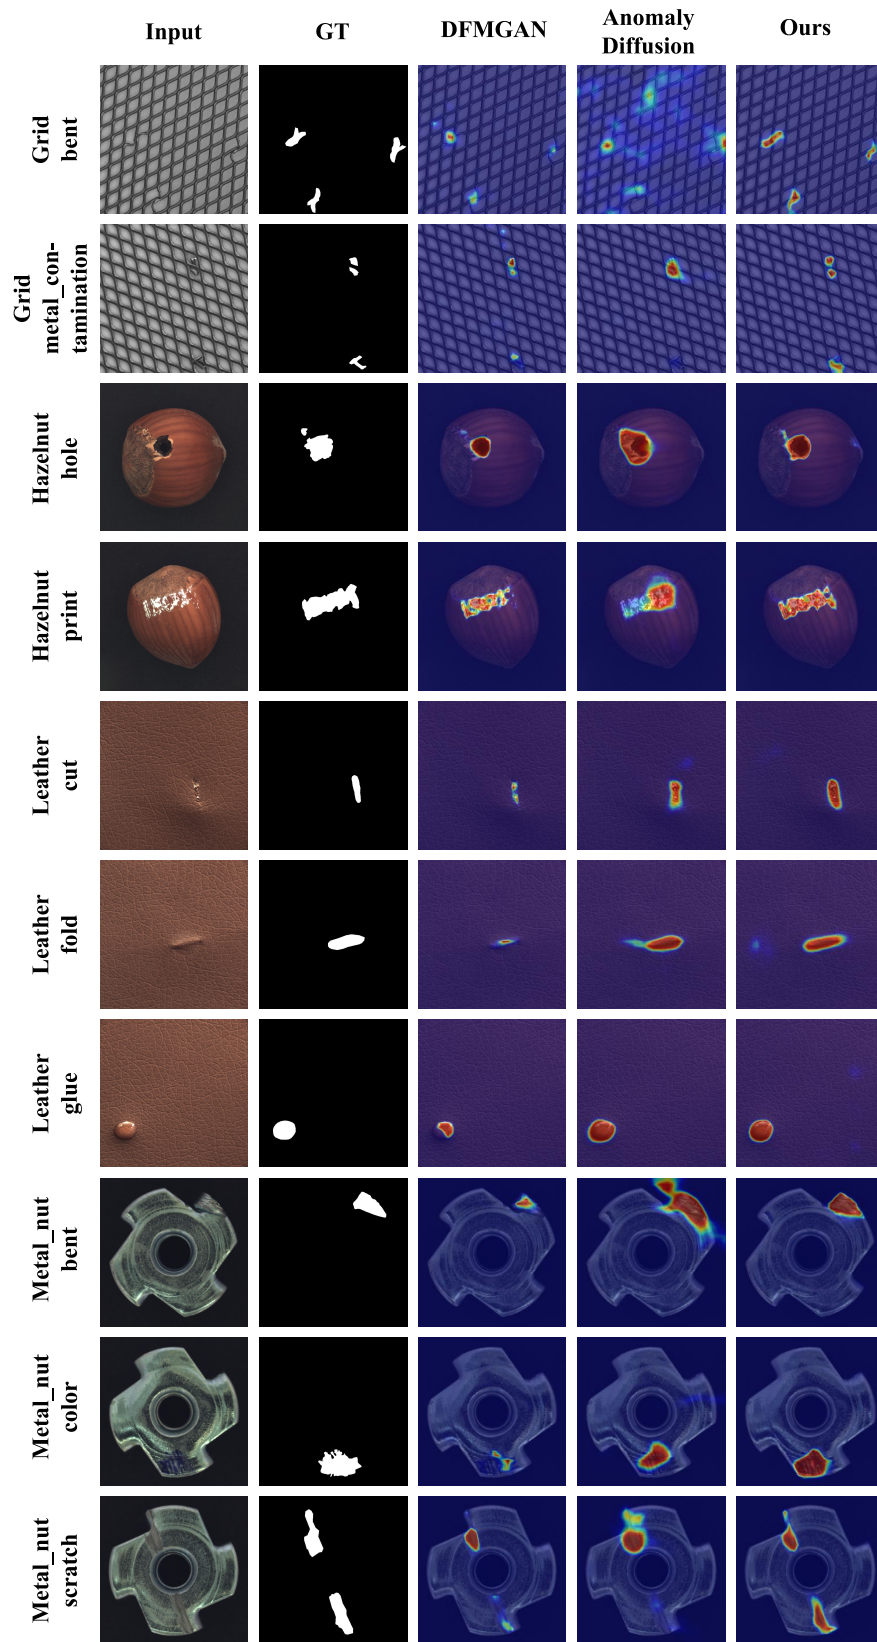 Input
GT
DFMGAN
Anomaly
Diffusion
Ours
Grid
bent
Grid
metal_con-
tamination
Hazelnut
hole
Hazelnut
print
Leather
cut
Leather
fold
Leather
glue
Metal_nut
bent
Metal_nut
color
Metal_nut
scratch